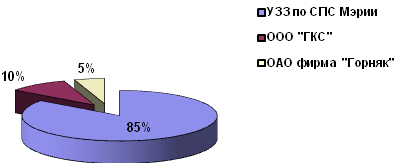 УЗЗ по СПС Мэрии
ООО "ГКС"
ОАО фирма "Горняк"
5%
10%
85%